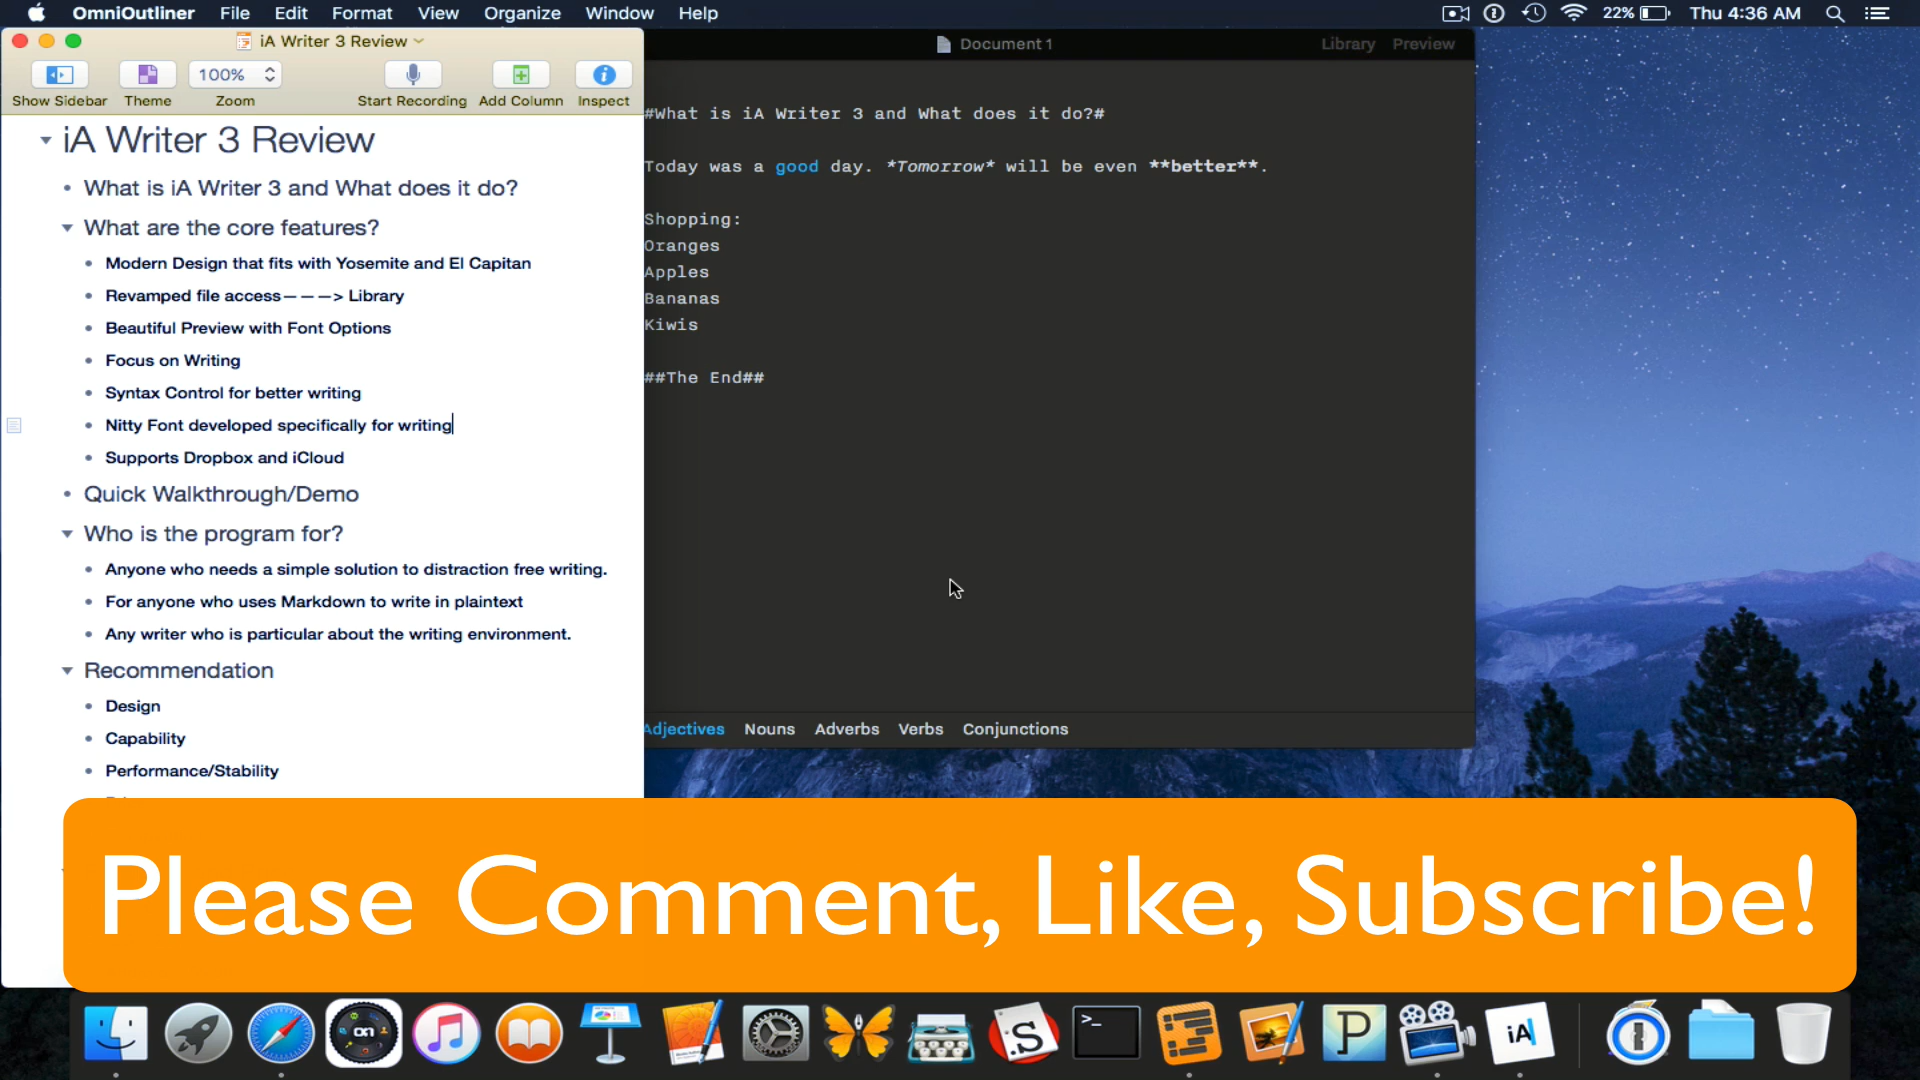 OmniOutliner File Edit Format View Organize Window Help
22% Thu 4:36 AM
iA Writer 3 Review
100%
Show Sidebar Theme Zoom Start Recording Add Column Inspect
iA Writer 3 Review
What is iA Writer 3 and What does it do?
What are the core features?
Modern Design that fits with Yosemite and El Capitan
Revamped file access———> Library
Beautiful Preview with Font Options
Focus on Writing
Syntax Control for better writing
Nitty Font developed specifically for writing
Supports Dropbox and iCloud
Quick Walkthrough/Demo
Who is the program for?
Anyone who needs a simple solution to distraction free writing.
For anyone who uses Markdown to write in plaintext
Any writer who is particular about the writing environment.
Recommendation
Design
Capability
Performance/Stability
Document 1
Library Preview
#What is iA Writer 3 and What does it do?#
Today was a good day. *Tomorrow* will be even **better**.
Shopping:
Oranges
Apples
Bananas
Kiwis
##The End##
Adjectives Nouns Adverbs Verbs Conjunctions
Please Comment, Like, Subscribe!
on
S
>_
P
iA